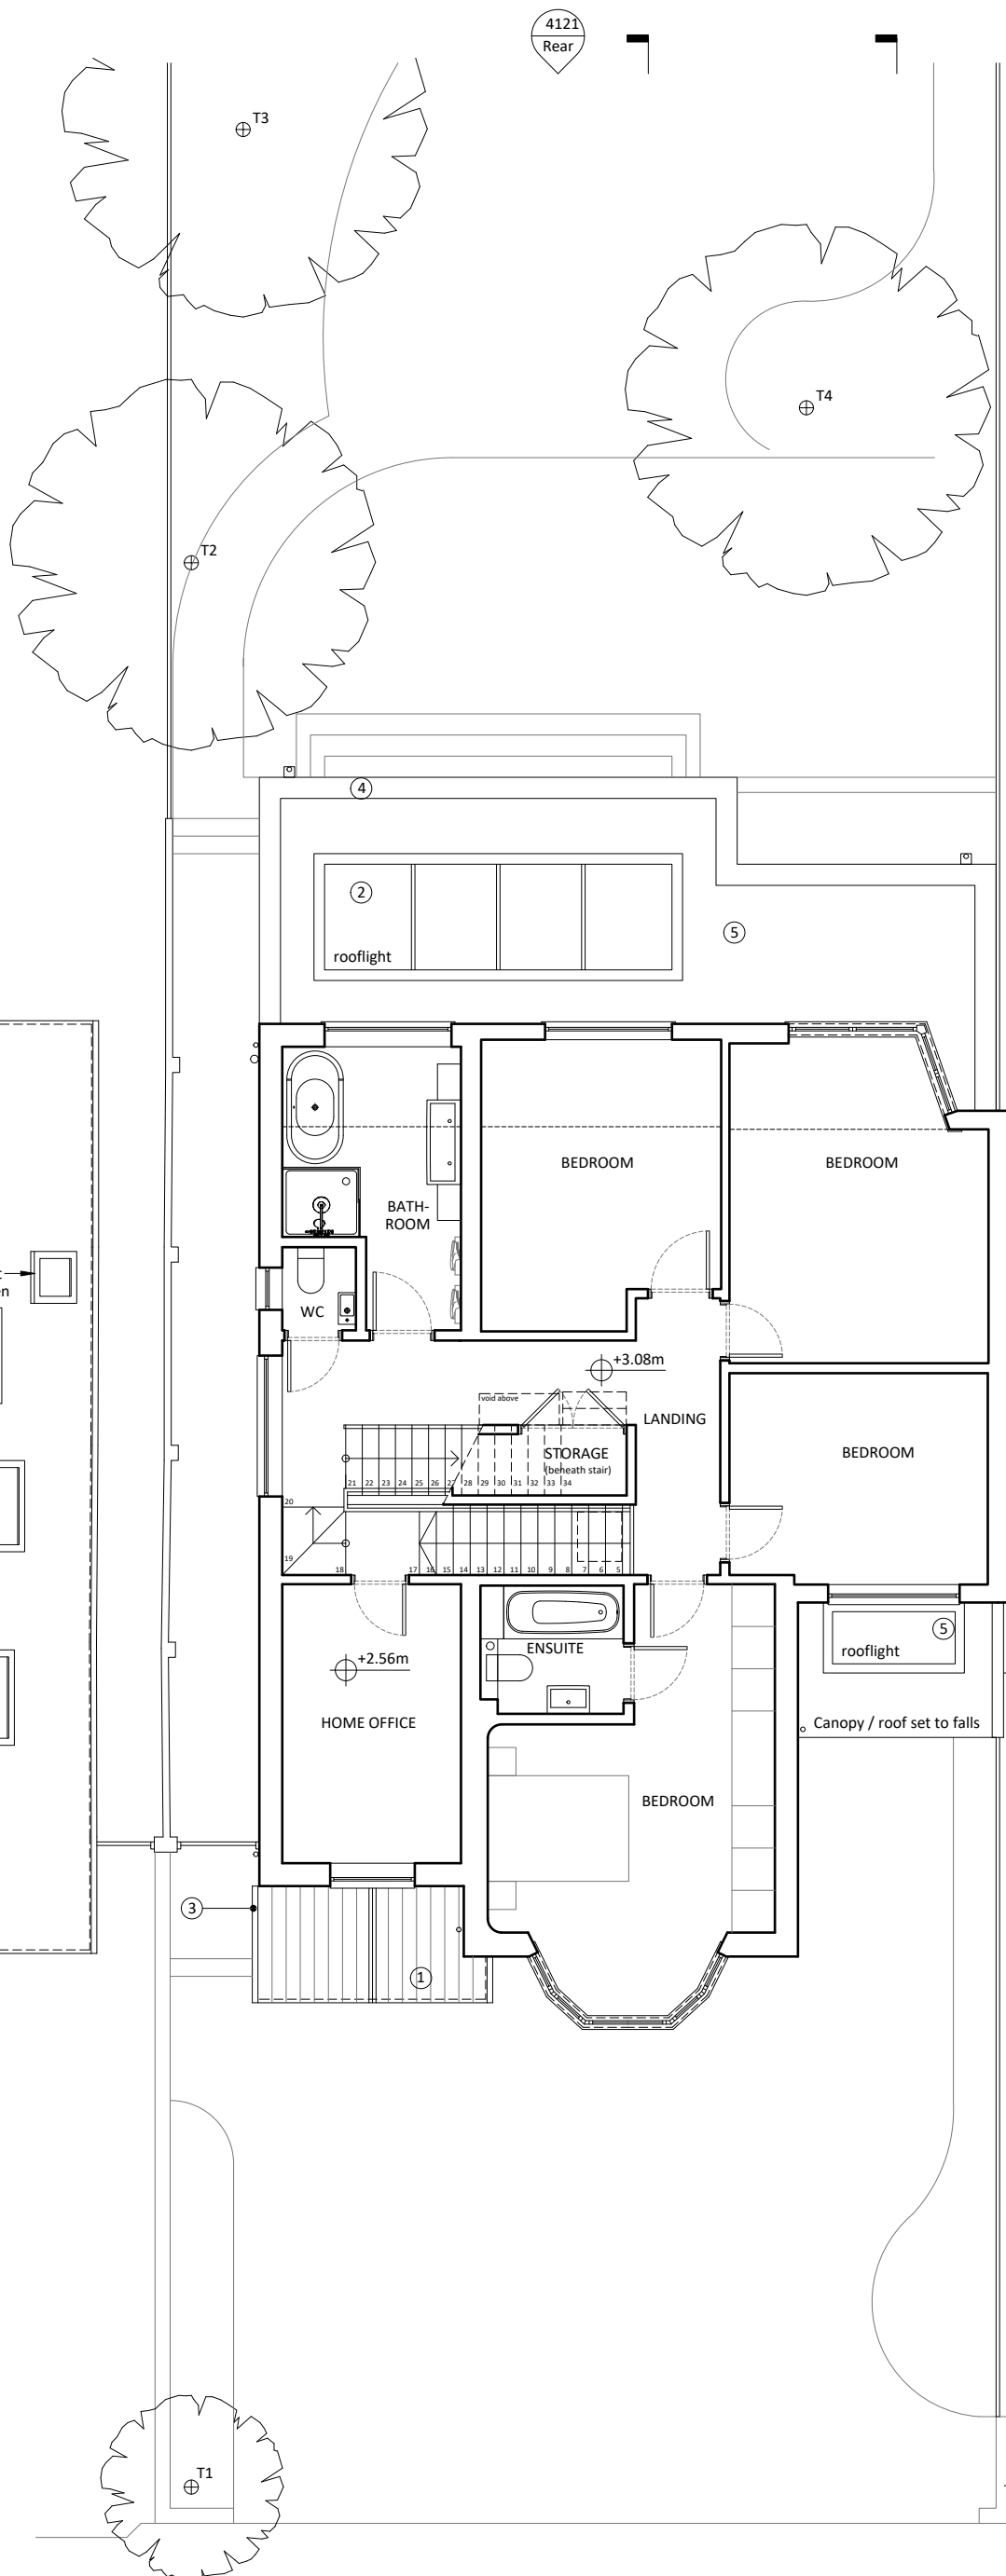 4121
Rear
T3
T4
T2
4
2
rooflight
5
BEDROOM
BEDROOM
BATH-
ROOM
WC
+3.08m
void above
LANDING
STORAGE
(beneath stair)
BEDROOM
21 22 23 24 25 26 27 28 29 30 31 32 33 34
20
19
18 17 16 15 14 13 12 11 10 9 8 7 6 5
ENSUITE
5
rooflight
+2.56m
HOME OFFICE
Canopy / roof set to falls
BEDROOM
3
1
T1